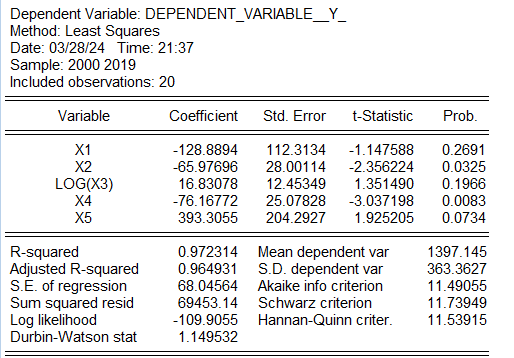 Dependent Variable: DEPENDENT_VARIABLE__Y_
Method: Least Squares
Date: 03/28/24 Time: 21:37
Sample: 2000 2019
Included observations: 20
Variable Coefficient Std. Error t-Statistic Prob.
X1 -128.8894 112.3134 -1.147588 0.2691
X2 -65.97696 28.00114 -2.356224 0.0325
LOG(X3) 16.83078 12.45349 1.351490 0.1966
X4 -76.16772 25.07828 -3.037198 0.0083
X5 393.3055 204.2927 1.925205 0.0734
R-squared 0.972314 Mean dependent var 1397.145
Adjusted R-squared 0.964931 S.D. dependent var 363.3627
S.E. of regression 68.04564 Akaike info criterion 11.49055
Sum squared resid 69453.14 Schwarz criterion 11.73949
Log likelihood -109.9055 Hannan-Quinn criter. 11.53915
Durbin-Watson stat 1.149532